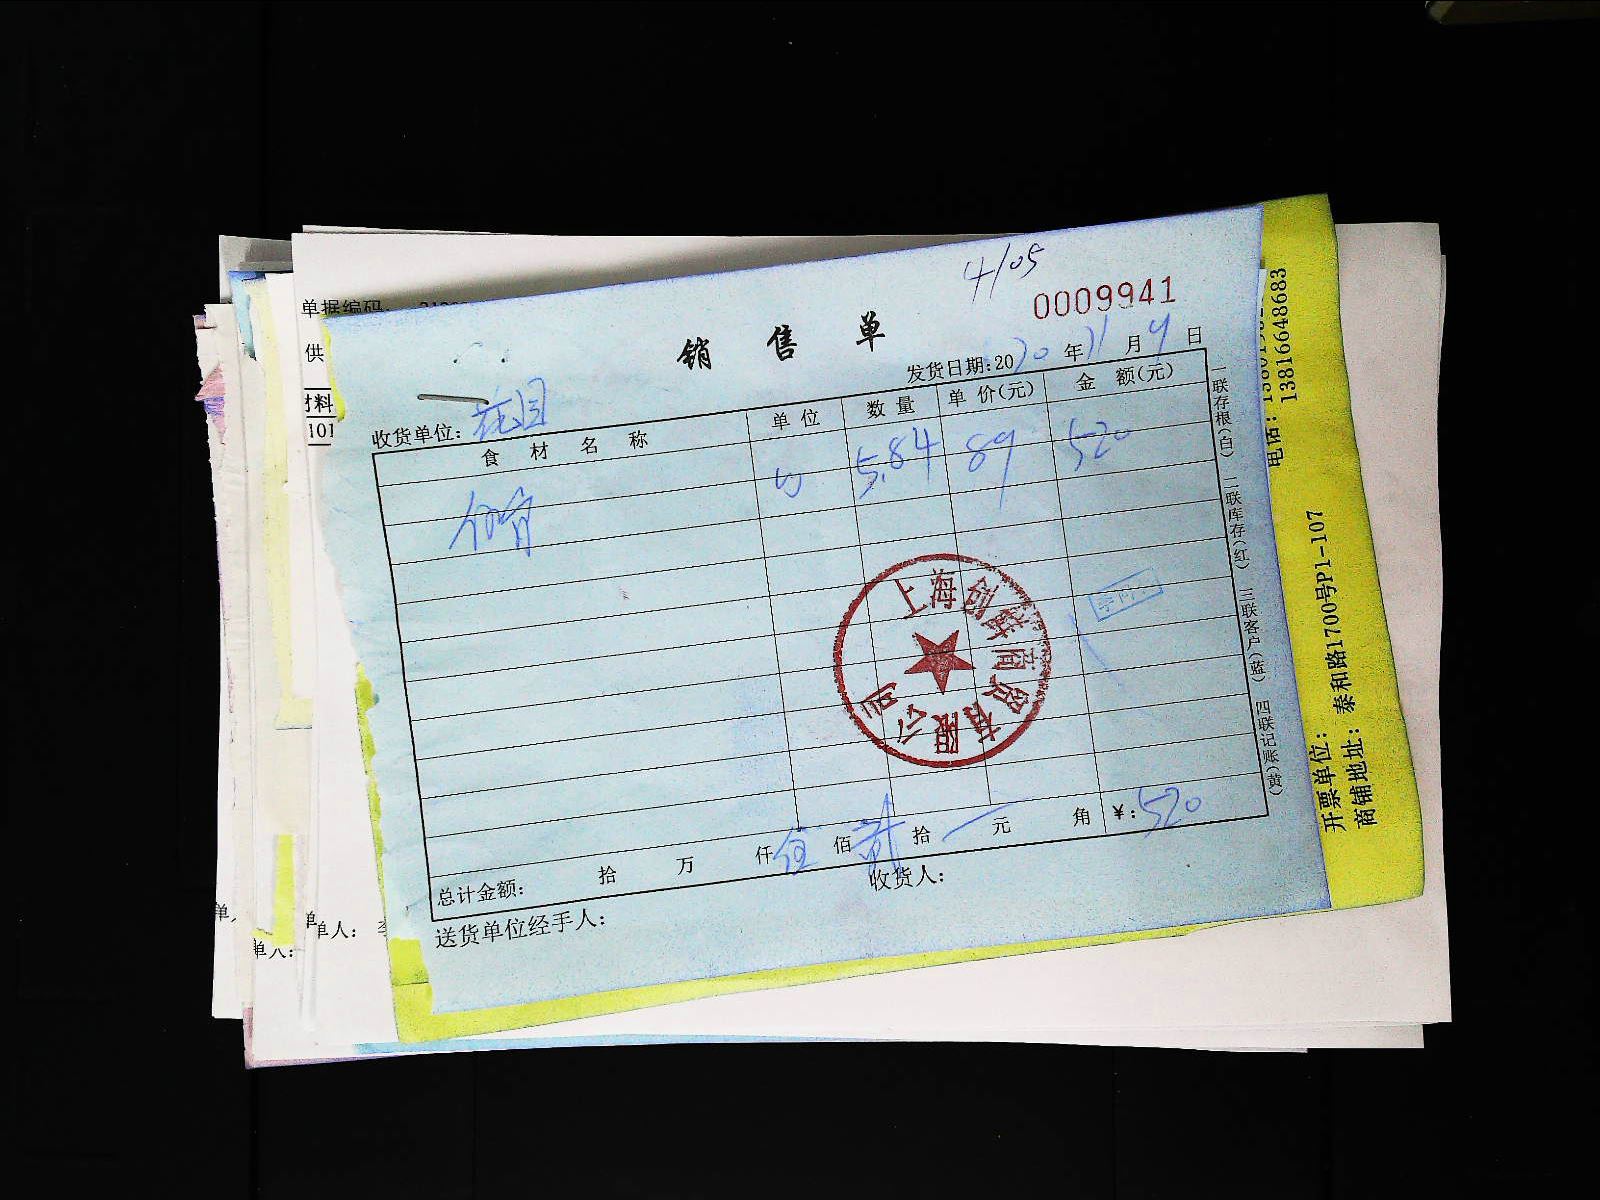 4/05
0009941
销售单
发货日期:2020年11月4日
收货单位:花园
食材名称 单位 数量 单价(元) 金额(元)
5.84 89 520
上海创
商贸有限公司
总计金额: 拾 万 仟 伍佰 贰拾 元 角 ¥:520
送货单位经手人: 收货人:
一联存根(白) 二联库存(红) 三联客户(蓝) 四联记账(黄)
13816648683
电话:
开票单位:
商铺地址: 泰和路1700号P1-107
单据编码
供
材料
101
单人:
单人: